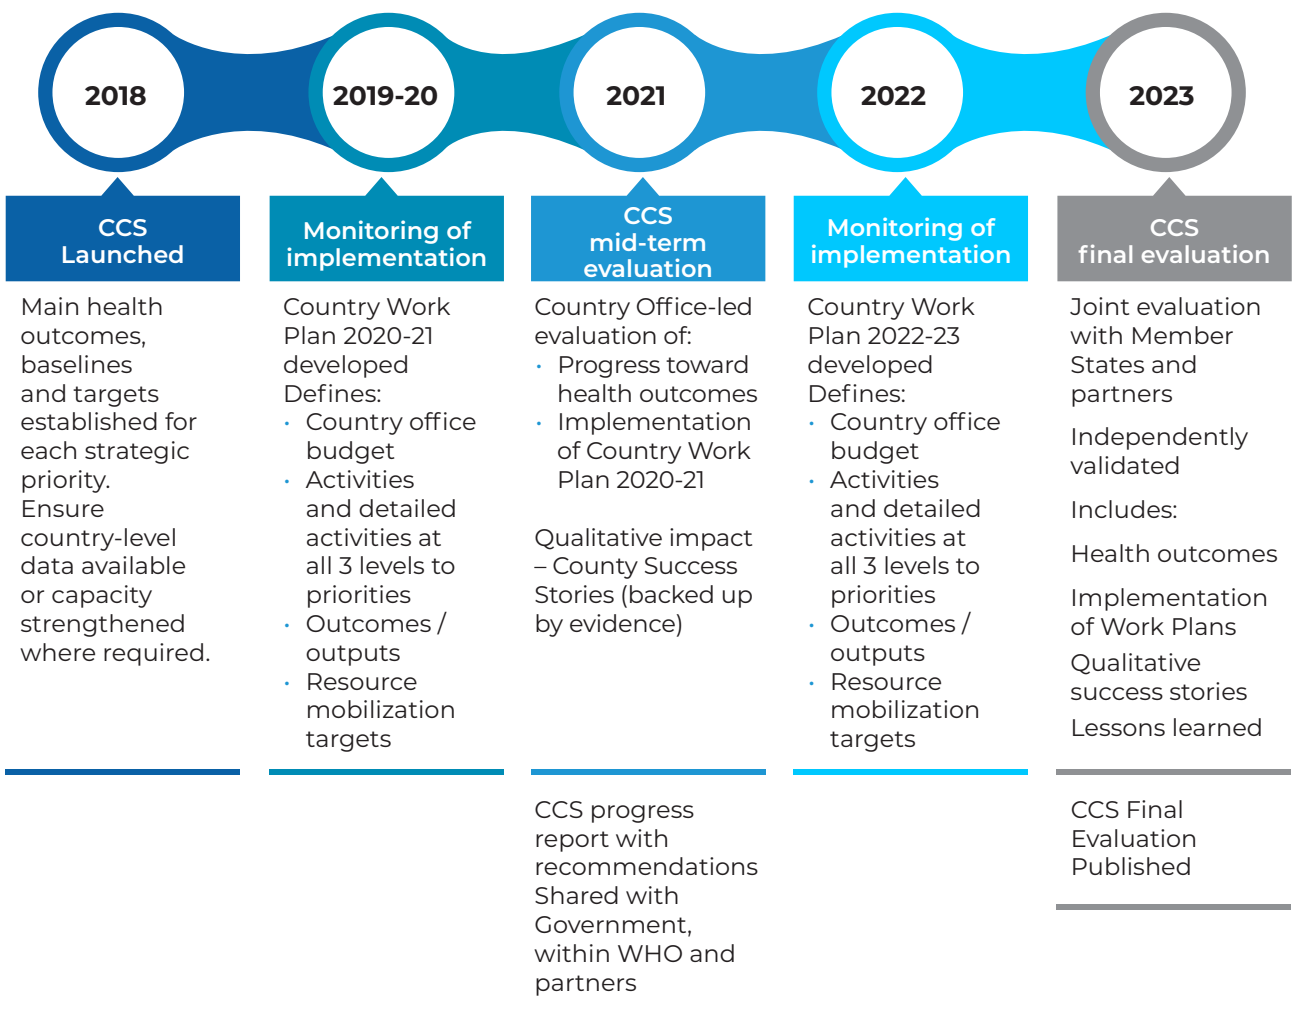 2018
2019-20
2021
2022
2023
CCS
Launched
Main health
outcomes,
baselines
and targets
established for
each strategic
priority.
Ensure
country-level
data available
or capacity
strengthened
where required.
Monitoring of
implementation
Country Work
Plan 2020-21
developed
Defines:
• Country office
budget
• Activities
and detailed
activities at
all 3 levels to
priorities
• Outcomes /
outputs
• Resource
mobilization
targets
CCS
mid-term
evaluation
Country Office-led
evaluation of:
• Progress toward
health outcomes
• Implementation
of Country Work
Plan 2020-21
Qualitative impact
– County Success
Stories (backed up
by evidence)
CCS progress
report with
recommendations
Shared with
Government,
within WHO and
partners
Monitoring of
implementation
Country Work
Plan 2022-23
developed
Defines:
• Country office
budget
• Activities
and detailed
activities at
all 3 levels to
priorities
• Outcomes /
outputs
• Resource
mobilization
targets
CCS
final evaluation
Joint evaluation
with Member
States and
partners
Independently
validated
Includes:
Health outcomes
Implementation
of Work Plans
Qualitative
success stories
Lessons learned
CCS Final
Evaluation
Published